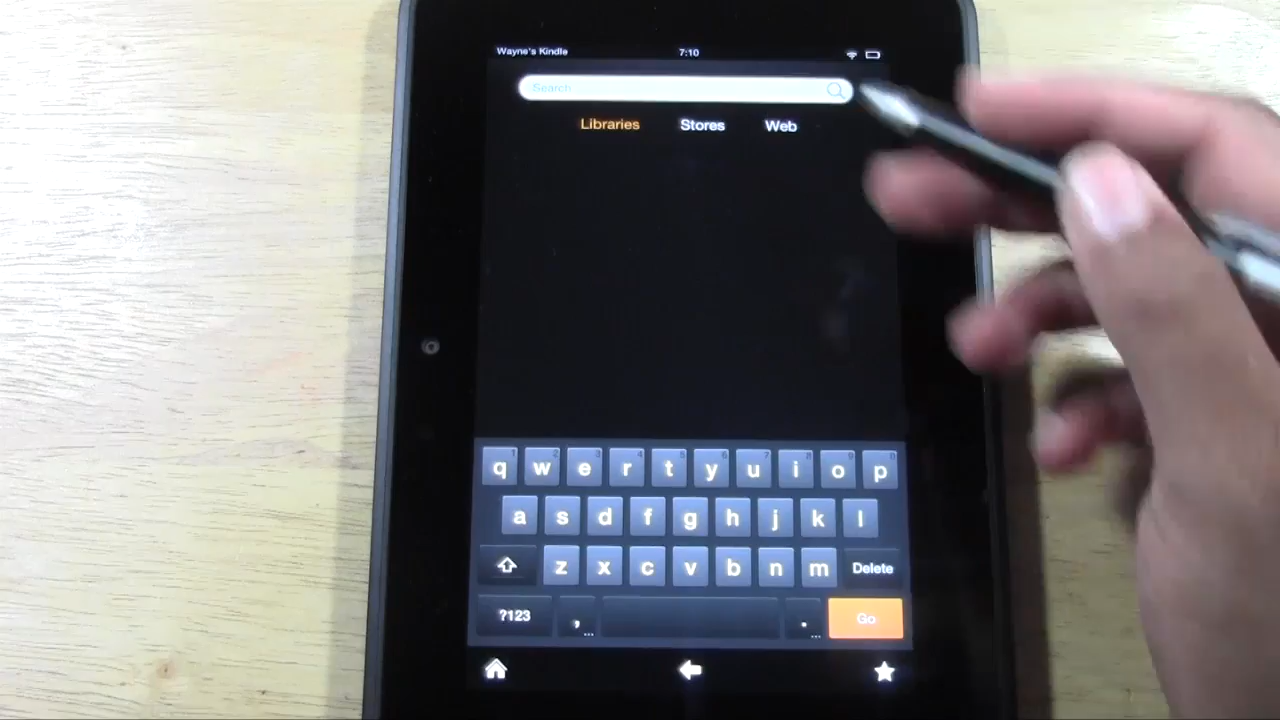 Wayne's Kindle 7:10
Search
Libraries Stores Web
q w e r t y u i o p
a s d f g h j k l
z x c v b n m Delete
?123 , ... . ... Go